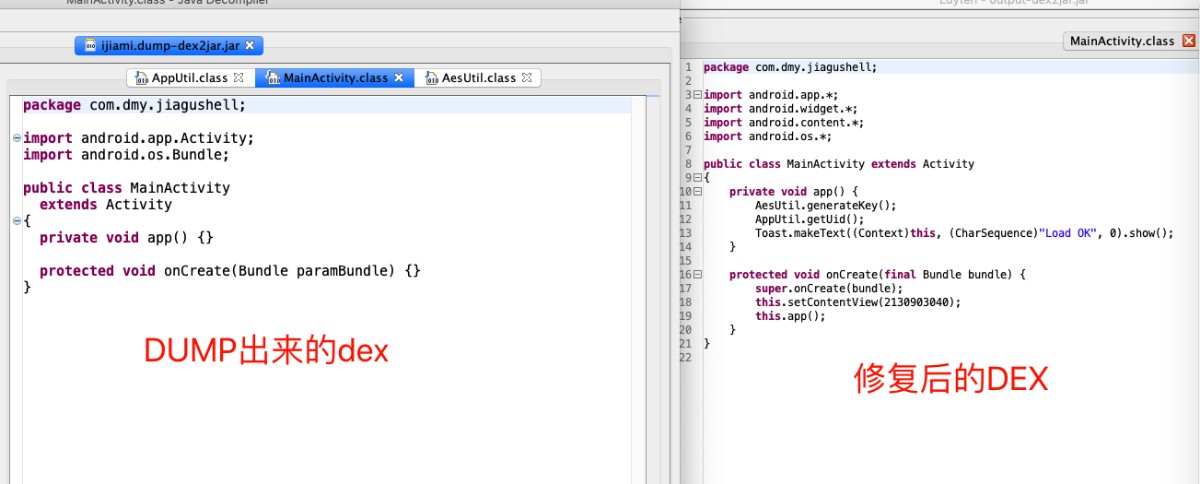 MainActivity.class - Java Decompiler
ijiami.dump-dex2jar.jar
AppUtil.class
MainActivity.class
AesUtil.class
package com.dmy.jiagushell;
import android.app.Activity;
import android.os.Bundle;
public class MainActivity
extends Activity
{
private void app() {}
protected void onCreate(Bundle paramBundle) {}
}
DUMP出来的dex
Luyten - output-dex2jar.jar
MainActivity.class
1 package com.dmy.jiagushell;
2
3 import android.app.*;
4 import android.widget.*;
5 import android.content.*;
6 import android.os.*;
7
8 public class MainActivity extends Activity
9 {
10 private void app() {
11 AesUtil.generateKey();
12 AppUtil.getUid();
13 Toast.makeText((Context)this, (CharSequence)"Load OK", 0).show();
14 }
15
16 protected void onCreate(final Bundle bundle) {
17 super.onCreate(bundle);
18 this.setContentView(2130903040);
19 this.app();
20 }
21 }
22
修复后的DEX